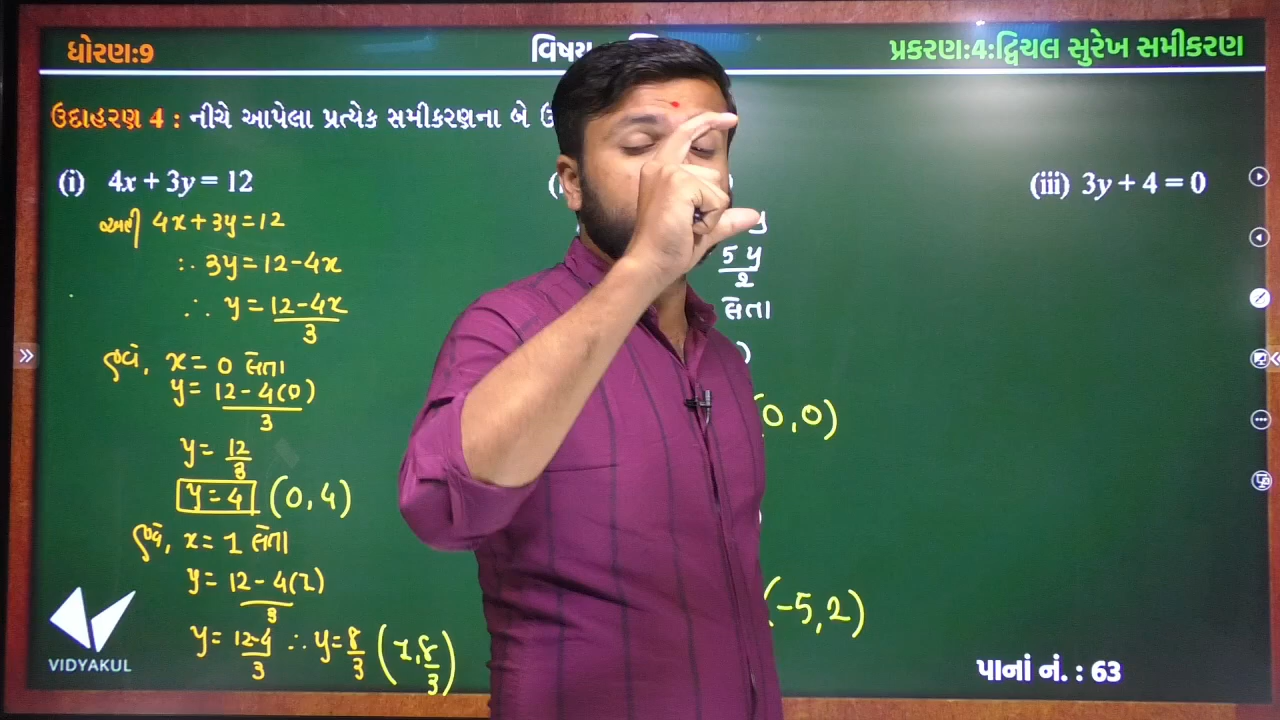 ધોરણ:9
વિષય
પ્રકરણ:4:દ્વિચલ સુરેખ સમીકરણ
ઉદાહરણ 4 : નીચે આપેલા પ્રત્યેક સમીકરણના બે
(i) 4x + 3y = 12
અહી 4x+3y=12
∴ 3y=12-4x
∴ y=12-4x/3
હવે, x=0 લેતા
y=12-4(0)/3
y=12/3
y=4 (0,4)
હવે, x=1 લેતા
y=12-4(1)/3
y=12-4/3 ∴ y=8/3 (1,8/3)
y
5y/2
લેતા
(0,0)
(-5,2)
(iii) 3y + 4 = 0
VIDYAKUL
પાનાં નં. : 63